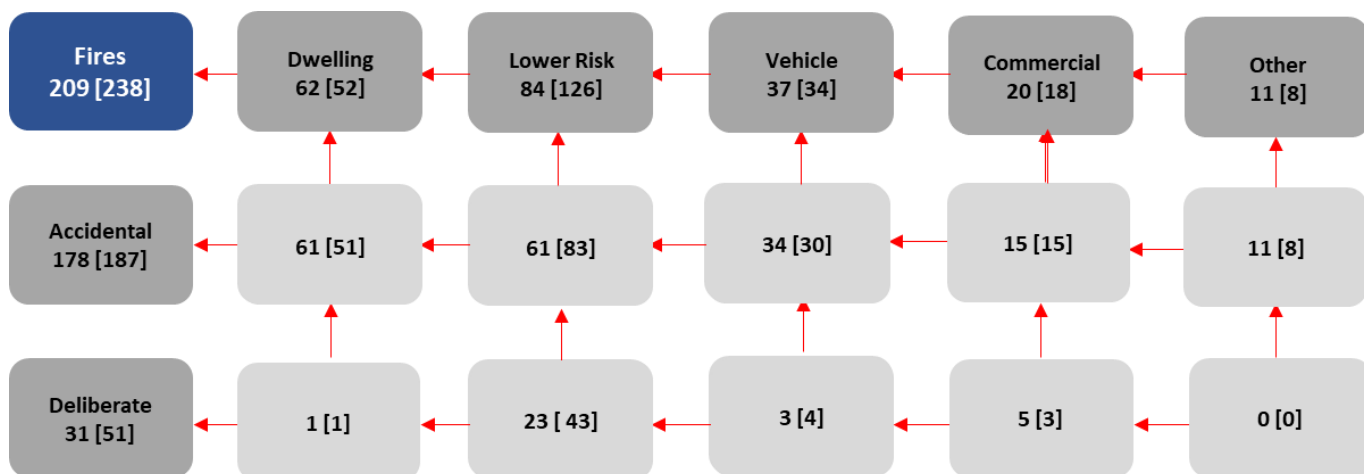 Fires
209 [238]
Dwelling
62 [52]
Lower Risk
84 [126]
Vehicle
37 [34]
Commercial
20 [18]
Other
11 [8]
Accidental
178 [187]
61 [51]
61 [83]
34 [30]
15 [15]
11 [8]
Deliberate
31 [51]
1 [1]
23 [ 43]
3 [4]
5 [3]
0 [0]